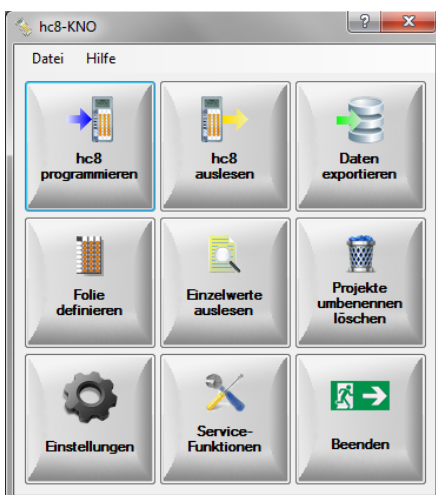 hc8-KNO
Datei Hilfe
hc8
programmieren
hc8
auslesen
Daten
exportieren
Folie
definieren
Einzelwerte
auslesen
Projekte
umbenennen
löschen
Einstellungen
Service-
Funktionen
Beenden